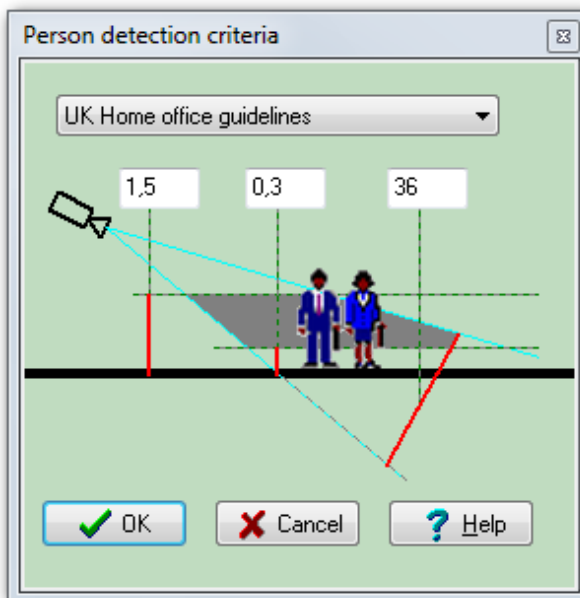 Person detection criteria
UK Home office guidelines
1,5 0,3 36
OK Cancel Help